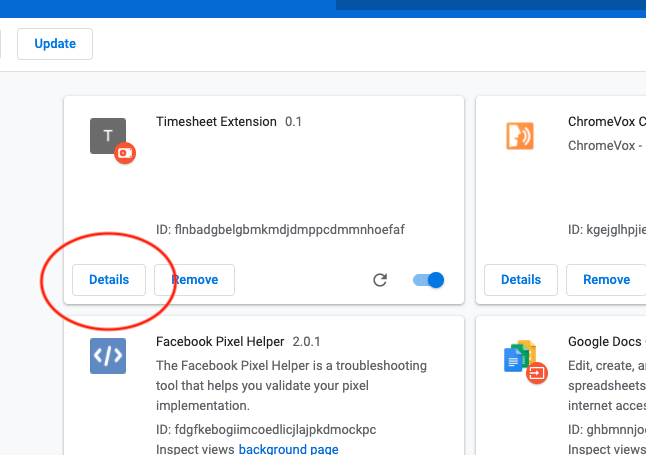 Update
T
Timesheet Extension 0.1
ID: flnbadgbelgbmkmdjdmppcdmmnhoefaf
Details Remove
ChromeVox C
ChromeVox -
ID: kgejglhpjie
Details Remove
</>
Facebook Pixel Helper 2.0.1
The Facebook Pixel Helper is a troubleshooting
tool that helps you validate your pixel
implementation.
ID: fdgfkebogiimcoedlicjlajpkdmockpc
Inspect views background page
Google Docs
Edit, create, a
spreadsheets
internet acces
ID: ghbmnnjo
Inspect views